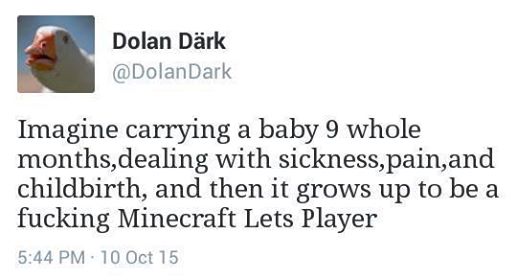 Dolan Därk
@DolanDark
Imagine carrying a baby 9 whole
months,dealing with sickness,pain,and
childbirth, and then it grows up to be a
fucking Minecraft Lets Player
5:44 PM · 10 Oct 15